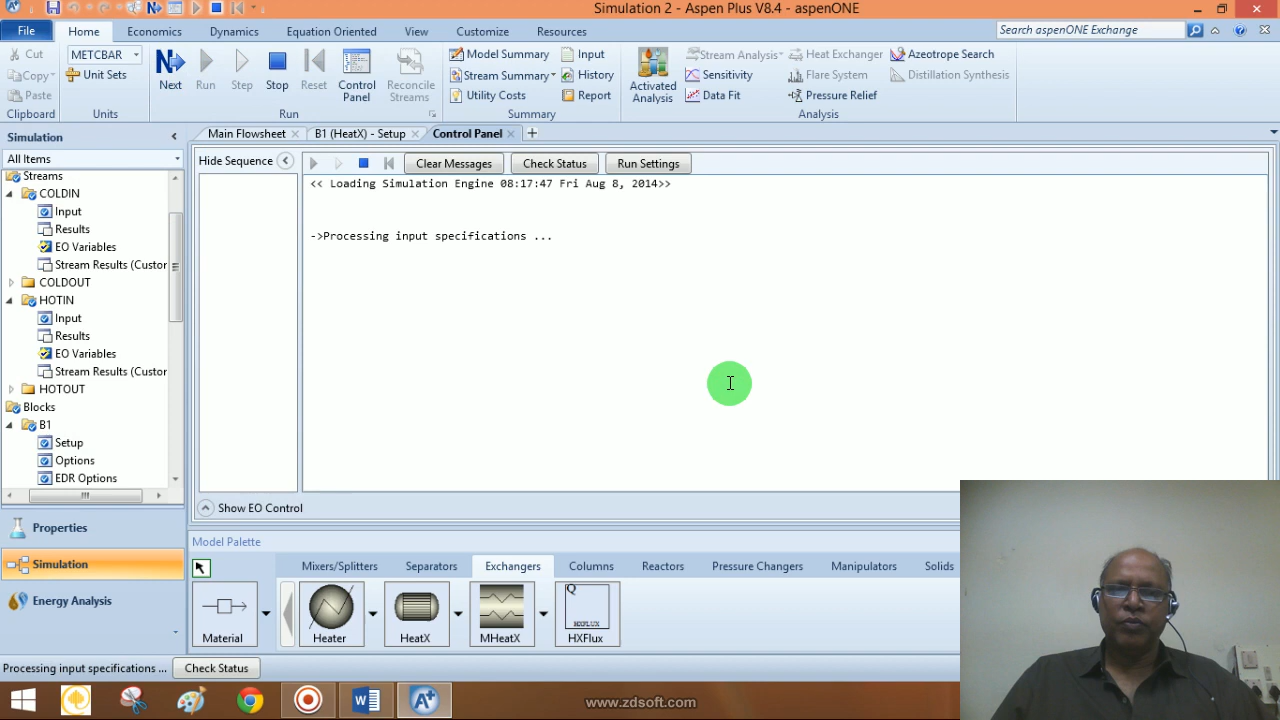 Simulation 2 - Aspen Plus V8.4 - aspenONE
File Home Economics Dynamics Equation Oriented View Customize Resources
Search aspenONE Exchange
Cut
Copy
Paste
Clipboard
METCBAR
Unit Sets
Units
Next Run Step Stop Reset Control Panel Reconcile Streams
Run
Model Summary Input
Stream Summary History
Utility Costs Report
Summary
Activated Analysis
Stream Analysis Heat Exchanger Azeotrope Search
Sensitivity Flare System Distillation Synthesis
Data Fit Pressure Relief
Analysis
Simulation
All Items
Streams
COLDIN
Input
Results
EO Variables
Stream Results (Custor
COLDOUT
HOTIN
Input
Results
EO Variables
Stream Results (Custor
HOTOUT
Blocks
B1
Setup
Options
EDR Options
Properties
Simulation
Energy Analysis
Main Flowsheet B1 (HeatX) - Setup Control Panel
Hide Sequence
Clear Messages Check Status Run Settings
<< Loading Simulation Engine 08:17:47 Fri Aug 8, 2014>>
->Processing input specifications ...
Show EO Control
Model Palette
Mixers/Splitters Separators Exchangers Columns Reactors Pressure Changers Manipulators Solids
Q
HXFLUX
Material Heater HeatX MHeatX HXFlux
Processing input specifications ... Check Status
www.zdsoft.com